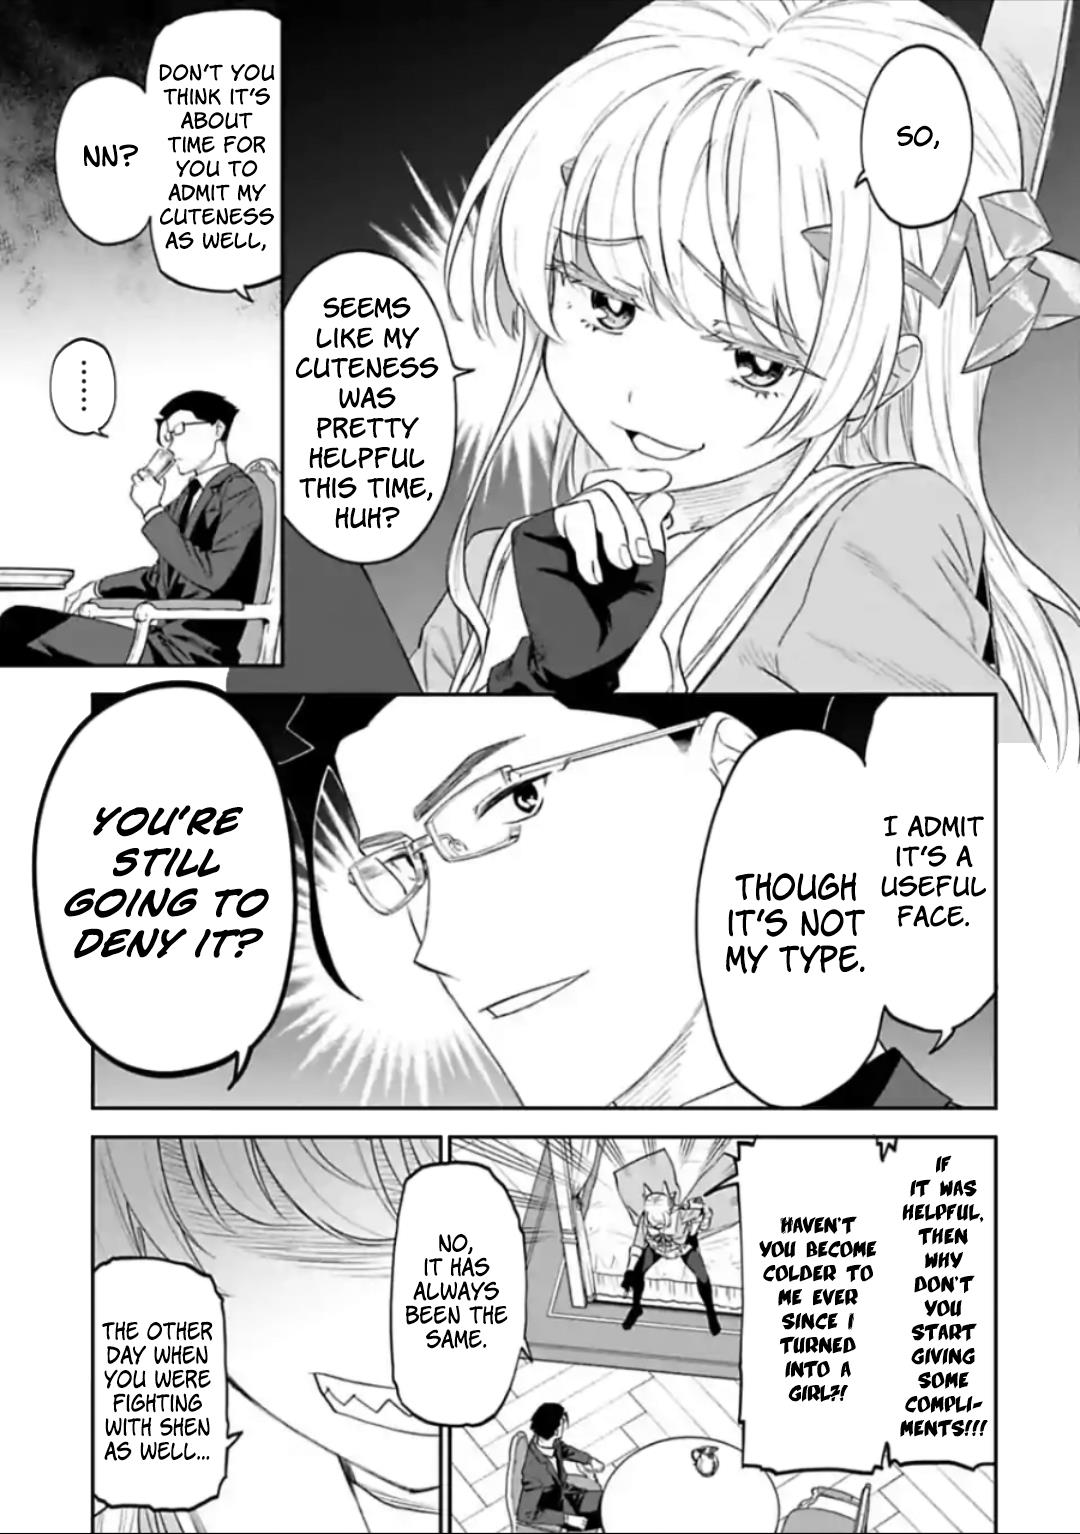 SO,
SEEMS
LIKE MY
CUTENESS
WAS
PRETTY
HELPFUL
THIS TIME,
HUH?
DON'T YOU
THINK IT'S
ABOUT
TIME FOR
YOU TO
ADMIT MY
CUTENESS
AS WELL,
NN?
......
I ADMIT
IT'S A
USEFUL
FACE.
THOUGH
IT'S NOT
MY TYPE.
YOU'RE
STILL
GOING TO
DENY IT?
IF
IT WAS
HELPFUL,
THEN
WHY
DON'T
YOU
START
GIVING
SOME
COMPLI-
MENTS!!!
HAVEN'T
YOU BECOME
COLDER TO
ME EVER
SINCE I
TURNED
INTO A
GIRL?!
NO,
IT HAS
ALWAYS
BEEN THE
SAME.
THE OTHER
DAY WHEN
YOU WERE
FIGHTING
WITH SHEN
AS WELL...